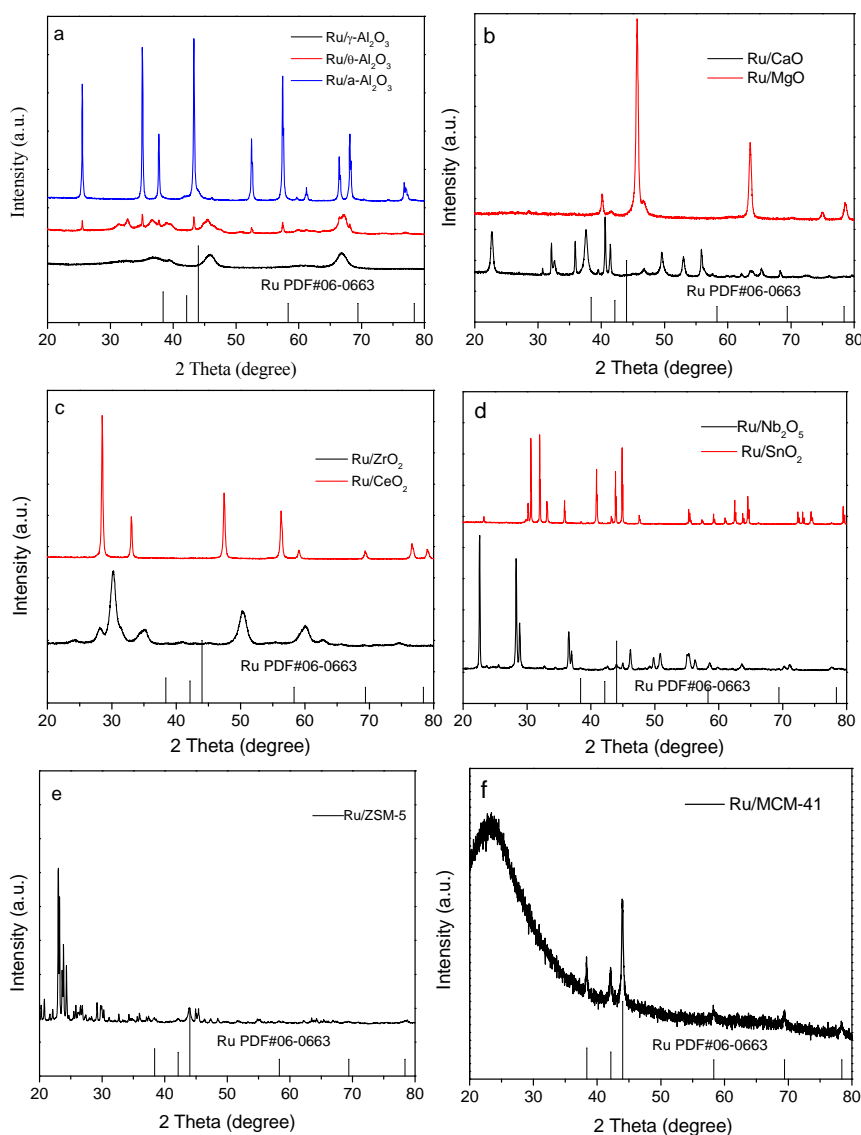 a
Ru/γ-Al₂O₃
Ru/θ-Al₂O₃
Ru/a-Al₂O₃
Intensity (a.u.)
Ru PDF#06-0663
20 30 40 50 60 70 80
2 Theta (degree)
b
Ru/CaO
Ru/MgO
Intensity (a.u.)
Ru PDF#06-0663
20 30 40 50 60 70 80
2 Theta (degree)
c
Ru/ZrO₂
Ru/CeO₂
Intensity (a.u.)
Ru PDF#06-0663
20 30 40 50 60 70 80
2 Theta (degree)
d
Ru/Nb₂O₅
Ru/SnO₂
Intensity (a.u.)
Ru PDF#06-0663
20 30 40 50 60 70 80
2 Theta (degree)
e
Ru/ZSM-5
Intensity (a.u.)
Ru PDF#06-0663
20 30 40 50 60 70 80
2 Theta (degree)
f
Ru/MCM-41
Intensity (a.u.)
Ru PDF#06-0663
20 30 40 50 60 70 80
2 Theta (degree)